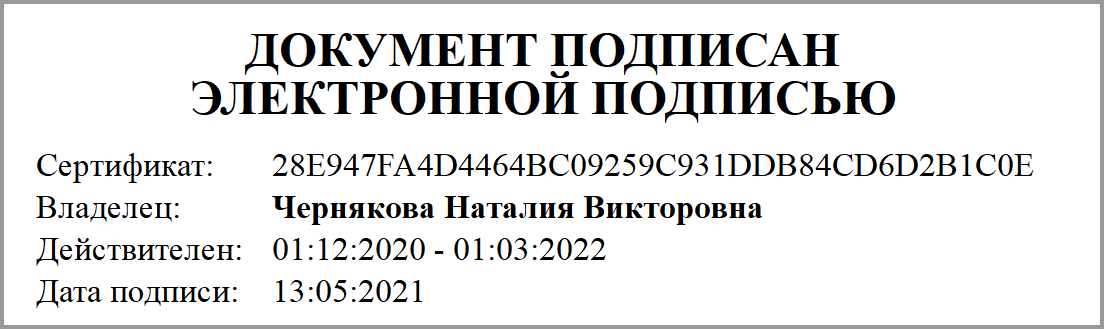 ДОКУМЕНТ ПОДПИСАН
ЭЛЕКТРОННОЙ ПОДПИСЬЮ
Сертификат: 28E947FA4D4464BC09259C931DDB84CD6D2B1C0E
Владелец: Чернякова Наталия Викторовна
Действителен: 01:12:2020 - 01:03:2022
Дата подписи: 13:05:2021